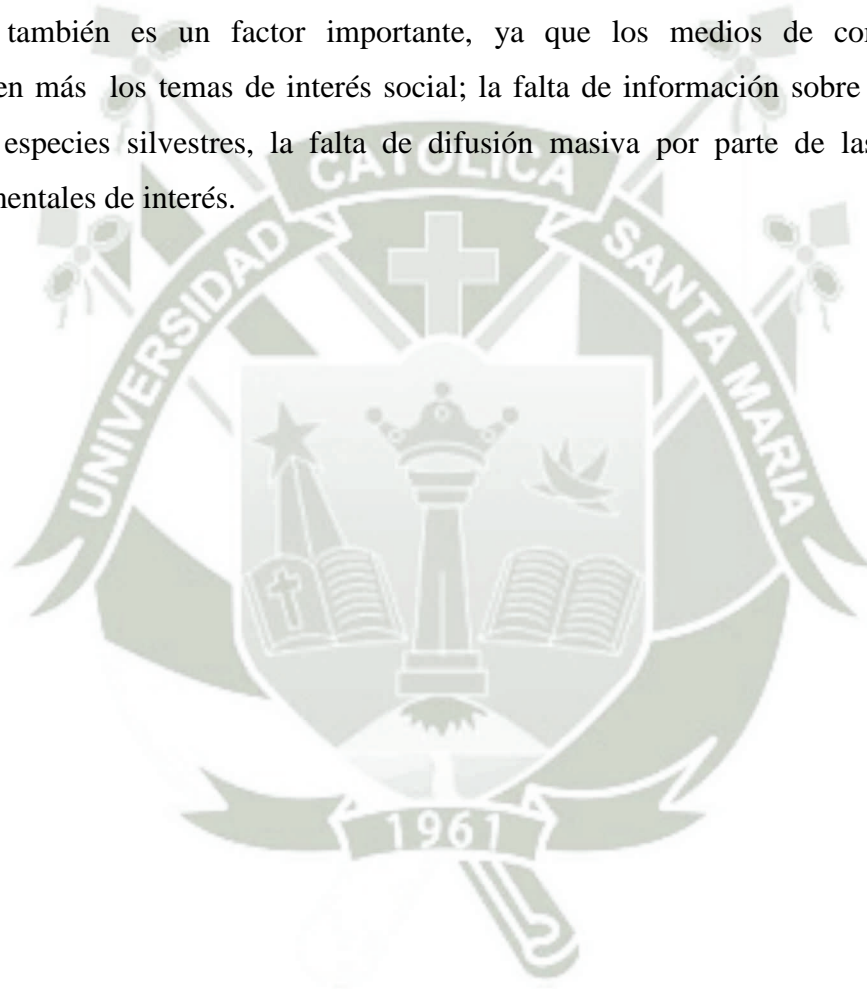 también es un factor importante, ya que los medios de co
en más los temas de interés social; la falta de información sobre
especies silvestres, la falta de difusión masiva por parte de las
mentales de interés.
UNIVERSIDAD CATOLICA SANTA MARIA
1961